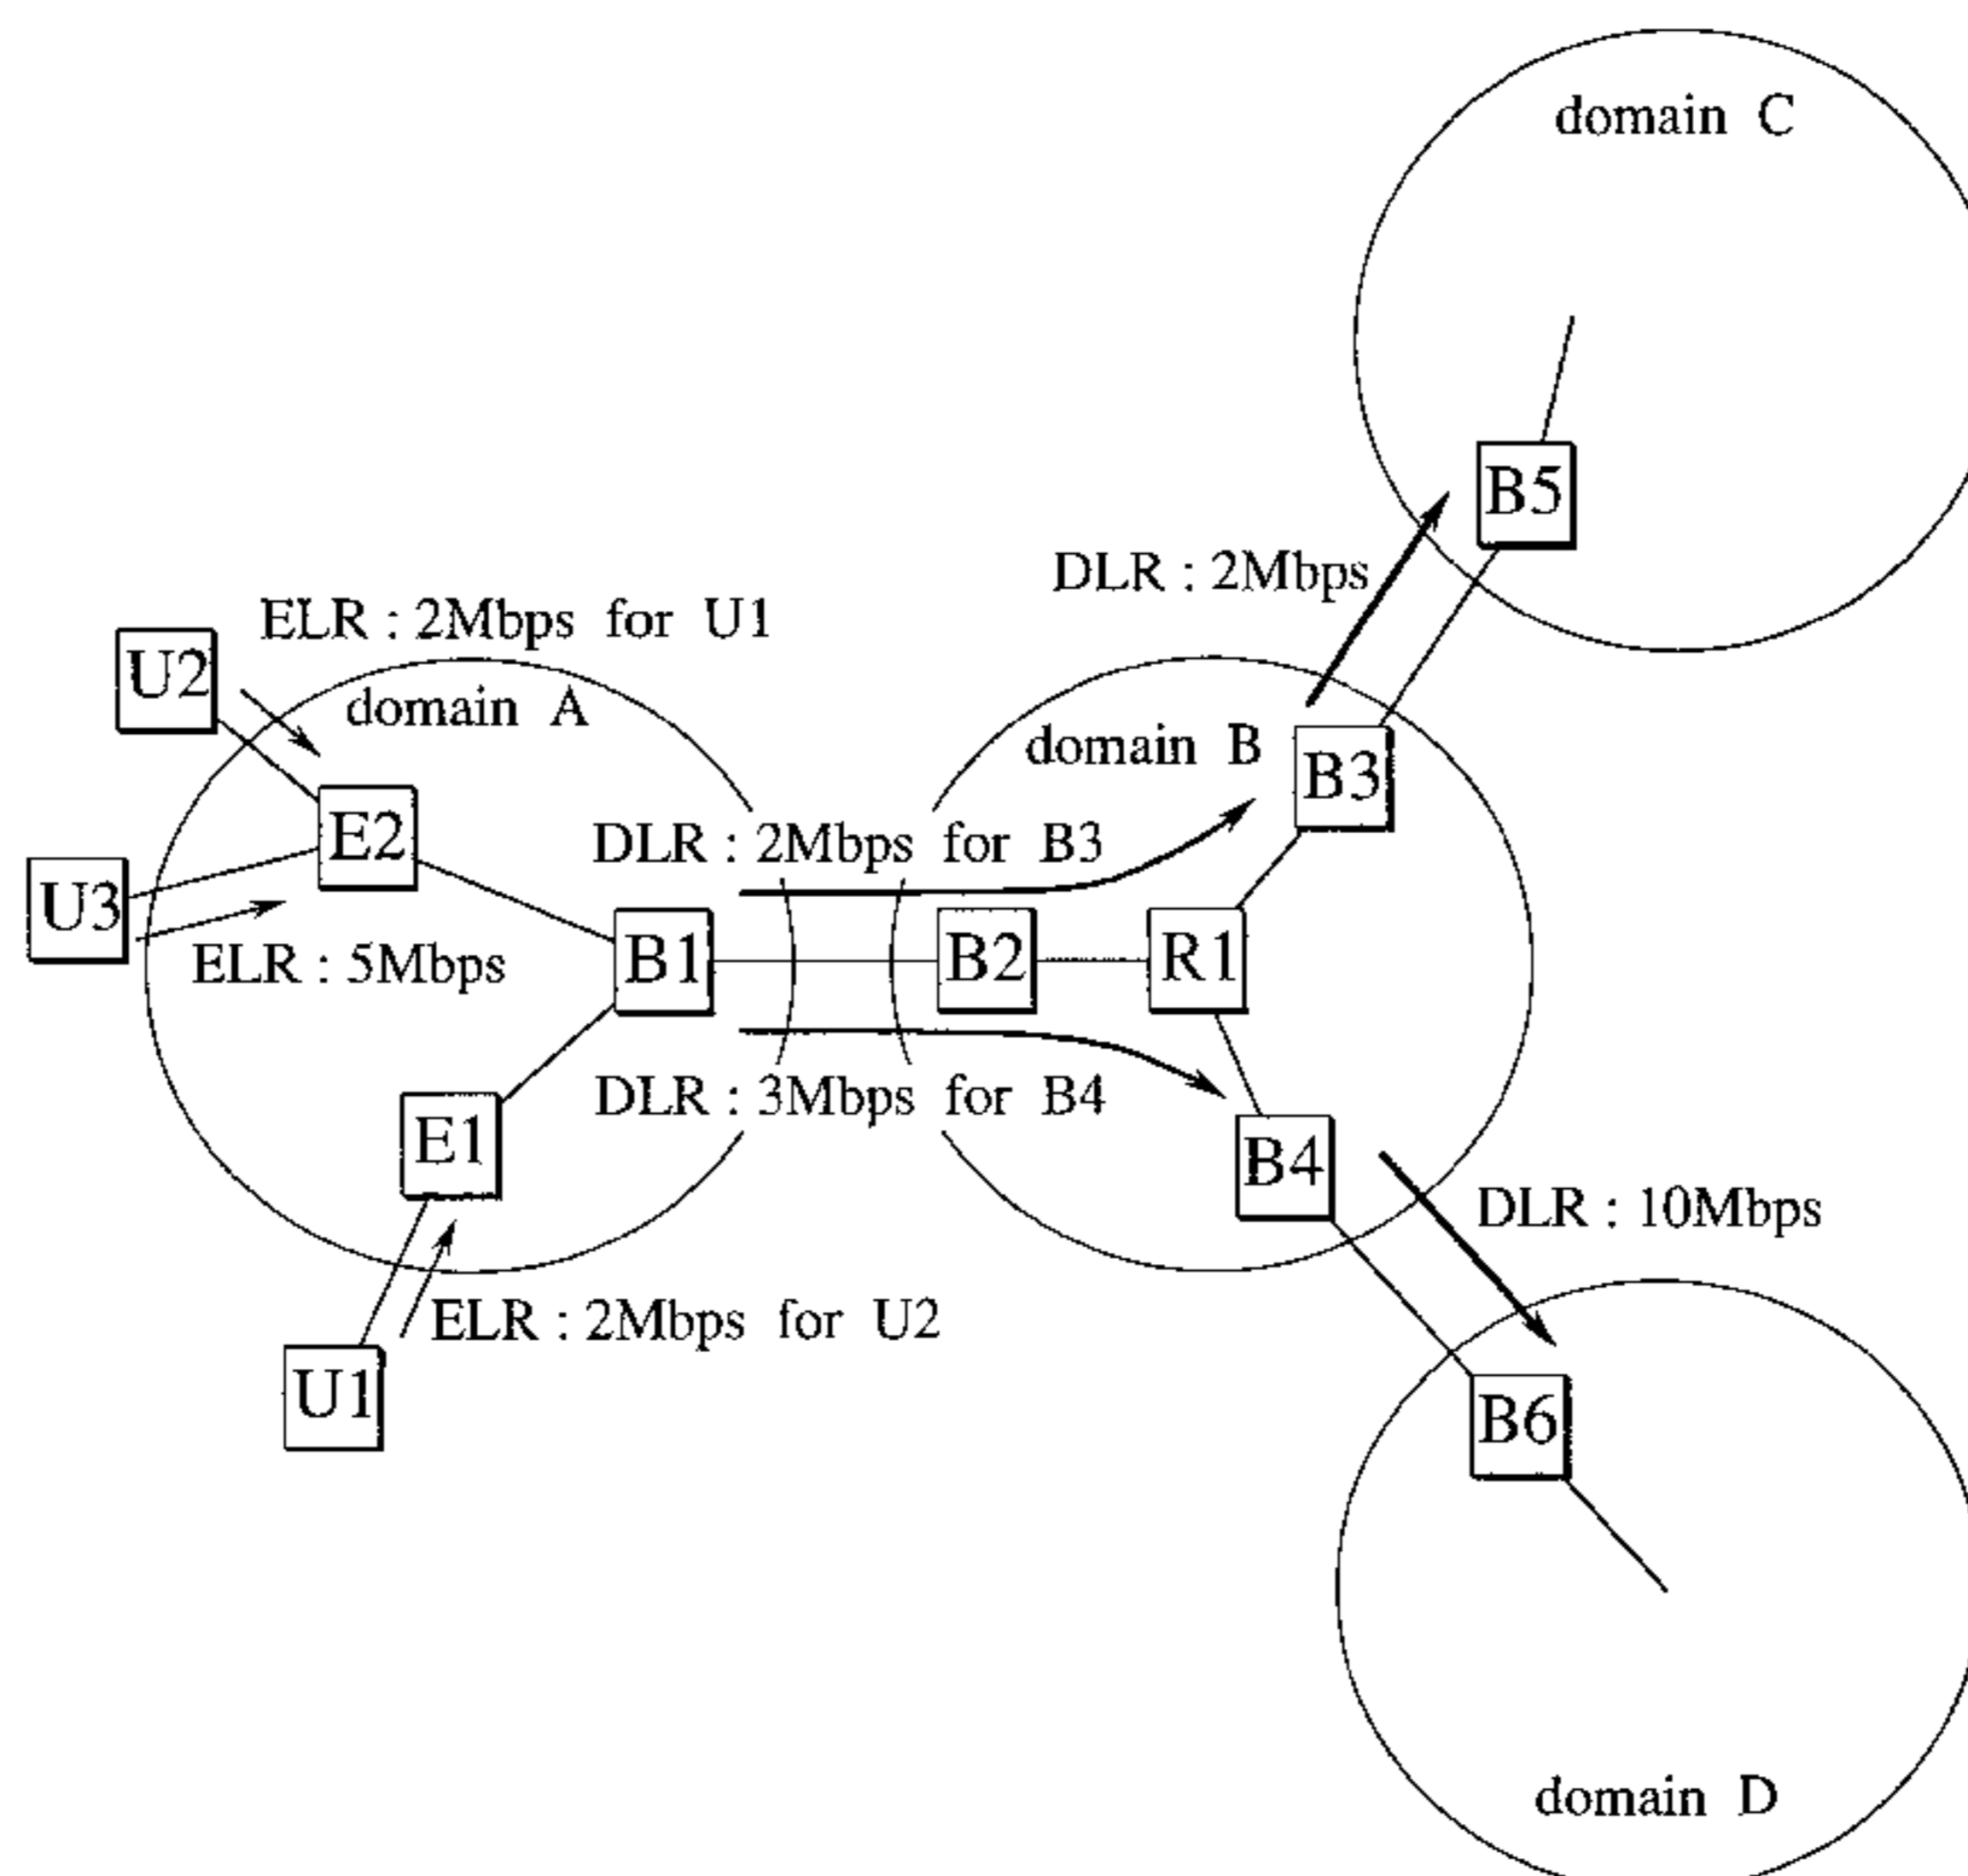 domain C
B5
DLR : 2Mbps
ELR : 2Mbps for U1
U2
domain A
domain B
B3
E2
DLR : 2Mbps for B3
U3
ELR : 5Mbps
B1
B2
R1
DLR : 3Mbps for B4
E1
B4
DLR : 10Mbps
ELR : 2Mbps for U2
U1
B6
domain D